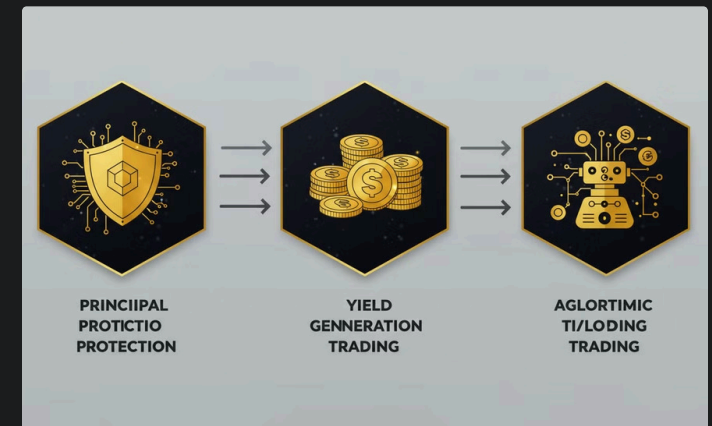 PRINCIIPAL
PROTICTIO
PROTECTION
YIELD
GENNERATION
TRADING
AGLORTIMIC
TI/LODING
TRADING